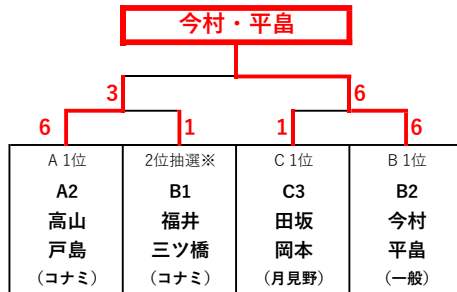 今村・平畠
3 6
6 1 1 6
A 1位 2位抽選※ C 1位 B 1位
A2 B1 C3 B2
高山 福井 田坂 今村
戸島 三ツ橋 岡本 平畠
（コナミ） （コナミ） （月見野） （一般）